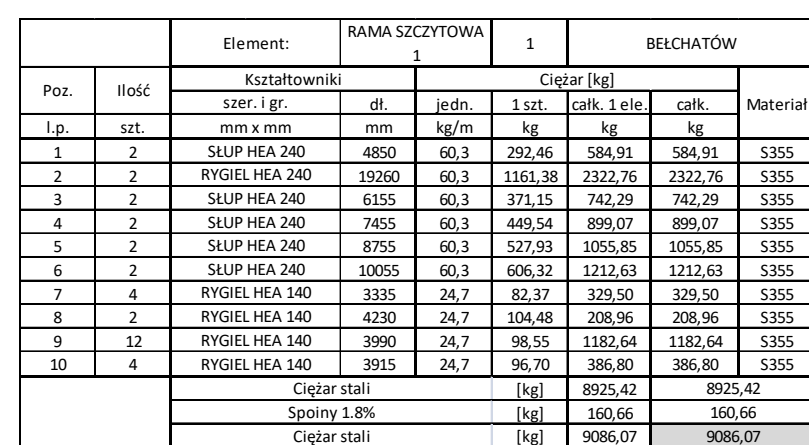 Element: RAMA SZCZYTOWA 1 1 BEŁCHATÓW
Poz. Ilość Kształtowniki Ciężar [kg] Materiał
szer. i gr. dł. jedn. 1 szt. całk. 1 ele. całk.
l.p. szt. mm x mm mm kg/m kg kg kg
1 2 SŁUP HEA 240 4850 60,3 292,46 584,91 584,91 S355
2 2 RYGIEL HEA 240 19260 60,3 1161,38 2322,76 2322,76 S355
3 2 SŁUP HEA 240 6155 60,3 371,15 742,29 742,29 S355
4 2 SŁUP HEA 240 7455 60,3 449,54 899,07 899,07 S355
5 2 SŁUP HEA 240 8755 60,3 527,93 1055,85 1055,85 S355
6 2 SŁUP HEA 240 10055 60,3 606,32 1212,63 1212,63 S355
7 4 RYGIEL HEA 140 3335 24,7 82,37 329,50 329,50 S355
8 2 RYGIEL HEA 140 4230 24,7 104,48 208,96 208,96 S355
9 12 RYGIEL HEA 140 3990 24,7 98,55 1182,64 1182,64 S355
10 4 RYGIEL HEA 140 3915 24,7 96,70 386,80 386,80 S355
Ciężar stali [kg] 8925,42 8925,42
Spoiny 1.8% [kg] 160,66 160,66
Ciężar stali [kg] 9086,07 9086,07